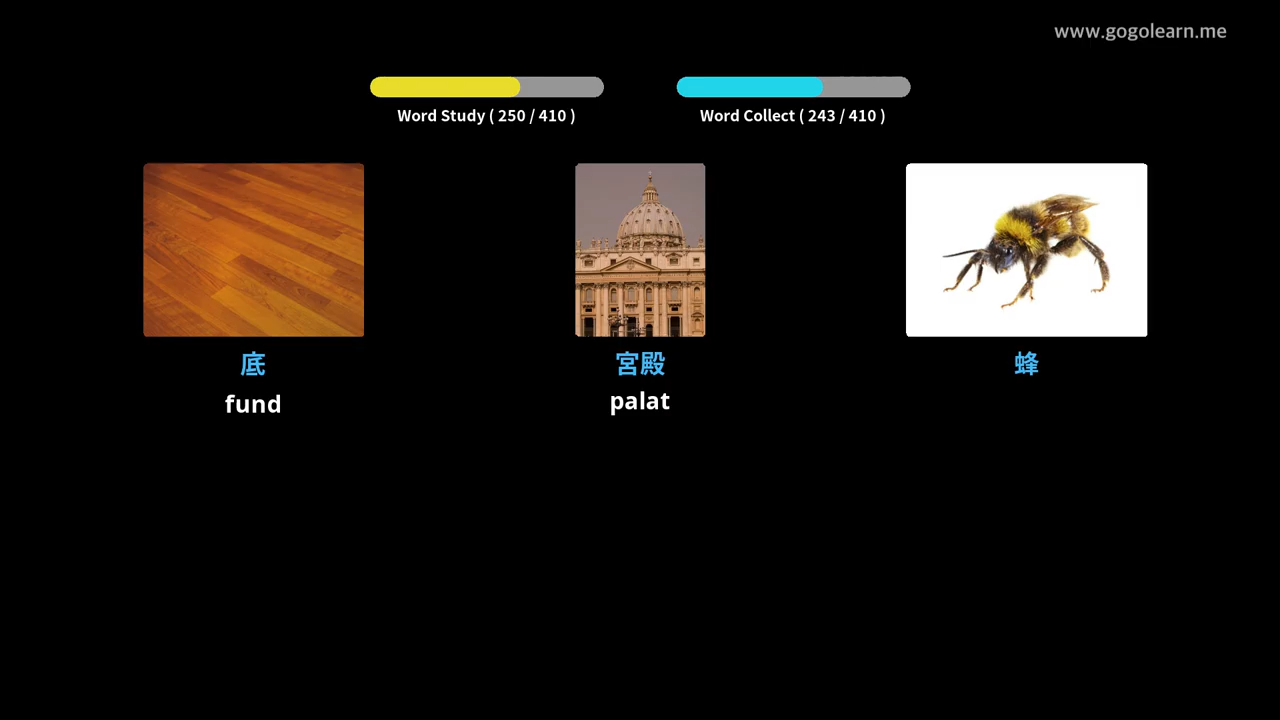 www.gogolearn.me
Word Study ( 250 / 410 )
Word Collect ( 243 / 410 )
底
宮殿
蜂
fund
palat